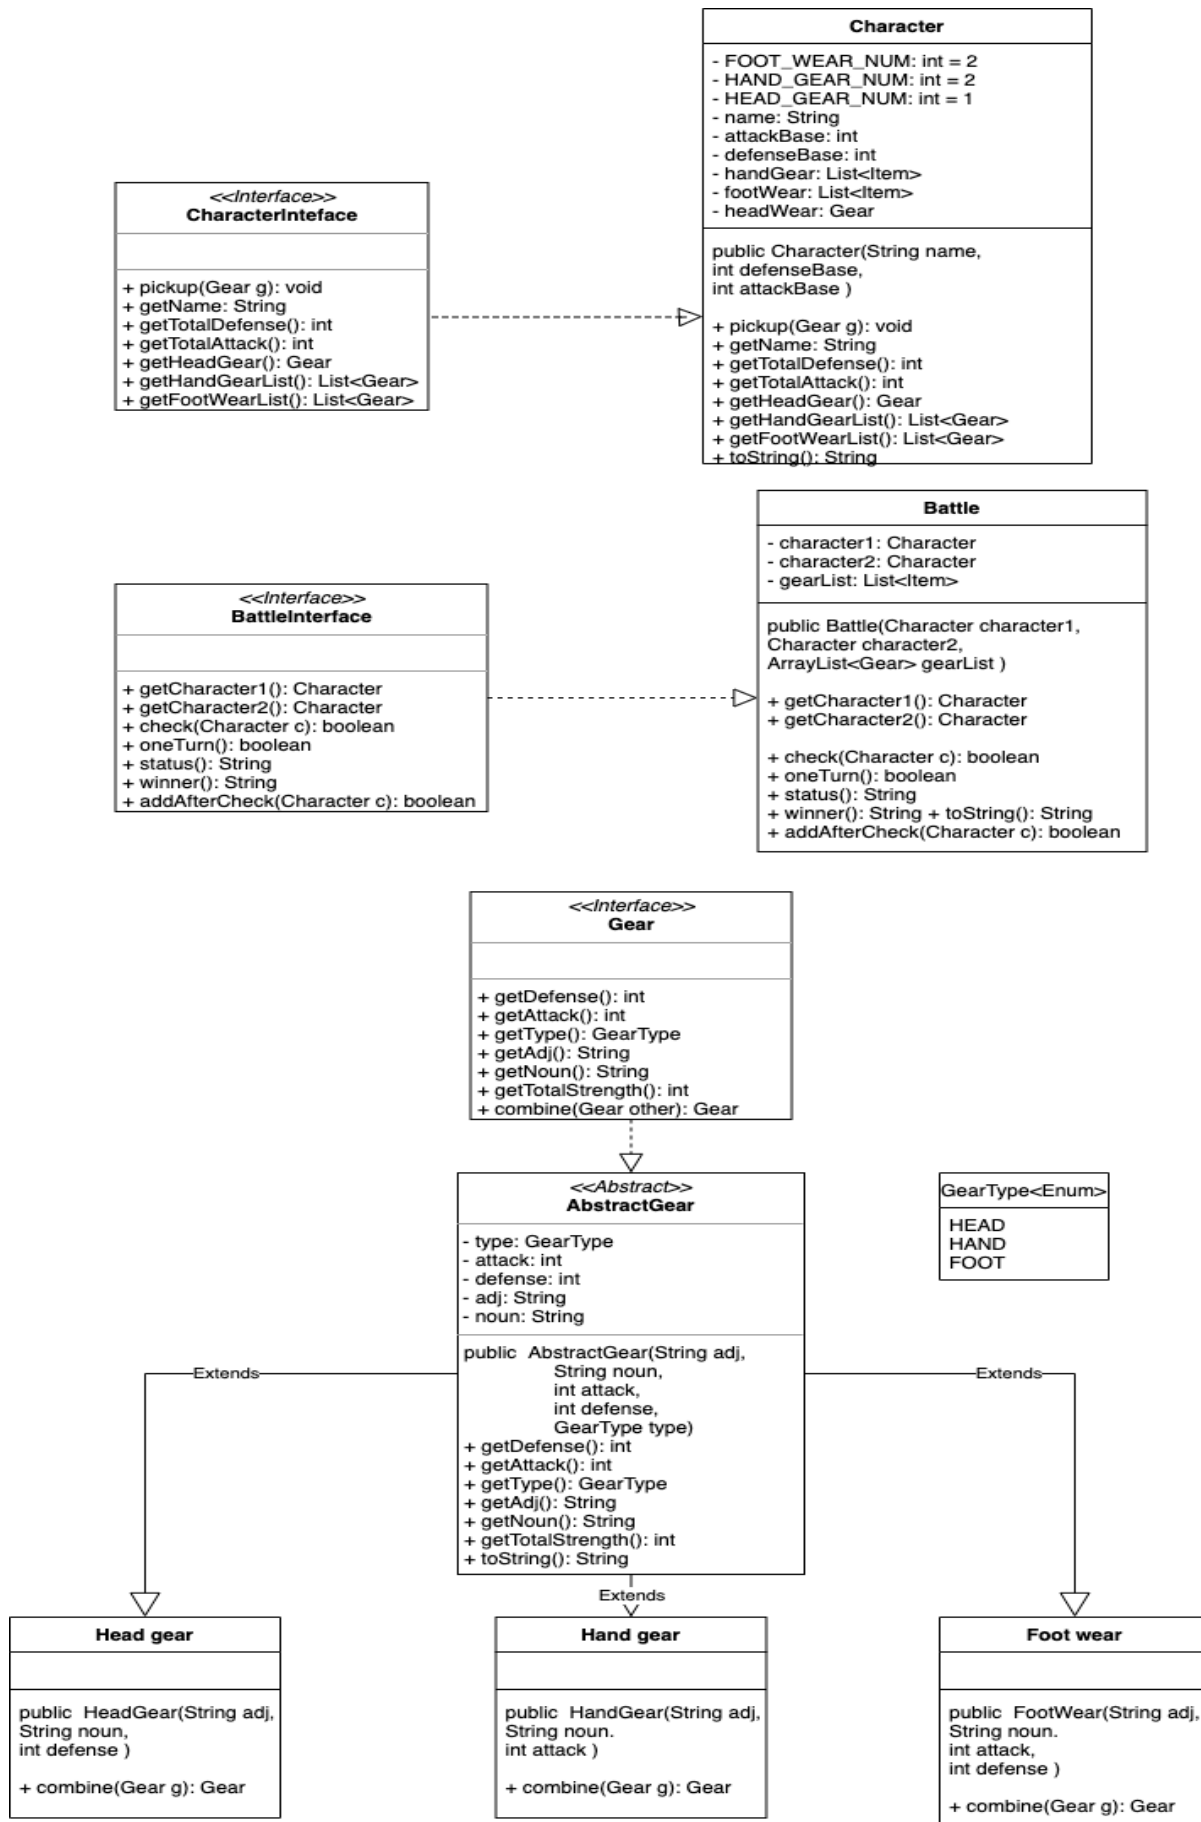 Character
- FOOT_WEAR_NUM: int = 2
- HAND_GEAR_NUM: int = 2
- HEAD_GEAR_NUM: int = 1
- name: String
- attackBase: int
- defenseBase: int
- handGear: List<Item>
- footWear: List<Item>
- headWear: Gear
public Character(String name,
int defenseBase,
int attackBase )
+ pickup(Gear g): void
+ getName: String
+ getTotalDefense(): int
+ getTotalAttack(): int
+ getHeadGear(): Gear
+ getHandGearList(): List<Gear>
+ getFootWearList(): List<Gear>
+ toString(): String
<<Interface>>
CharacterInteface
+ pickup(Gear g): void
+ getName: String
+ getTotalDefense(): int
+ getTotalAttack(): int
+ getHeadGear(): Gear
+ getHandGearList(): List<Gear>
+ getFootWearList(): List<Gear>
Battle
- character1: Character
- character2: Character
- gearList: List<Item>
public Battle(Character character1,
Character character2,
ArrayList<Gear> gearList )
+ getCharacter1(): Character
+ getCharacter2(): Character
+ check(Character c): boolean
+ oneTurn(): boolean
+ status(): String
+ winner(): String + toString(): String
+ addAfterCheck(Character c): boolean
<<Interface>>
BattleInterface
+ getCharacter1(): Character
+ getCharacter2(): Character
+ check(Character c): boolean
+ oneTurn(): boolean
+ status(): String
+ winner(): String
+ addAfterCheck(Character c): boolean
<<Interface>>
Gear
+ getDefense(): int
+ getAttack(): int
+ getType(): GearType
+ getAdj(): String
+ getNoun(): String
+ getTotalStrength(): int
+ combine(Gear other): Gear
<<Abstract>>
AbstractGear
- type: GearType
- attack: int
- defense: int
- adj: String
- noun: String
public AbstractGear(String adj,
String noun,
int attack,
int defense,
GearType type)
+ getDefense(): int
+ getAttack(): int
+ getType(): GearType
+ getAdj(): String
+ getNoun(): String
+ getTotalStrength(): int
+ toString(): String
GearType<Enum>
HEAD
HAND
FOOT
Extends
Extends
Extends
Head gear
public HeadGear(String adj,
String noun,
int defense )
+ combine(Gear g): Gear
Hand gear
public HandGear(String adj,
String noun.
int attack )
+ combine(Gear g): Gear
Foot wear
public FootWear(String adj,
String noun.
int attack,
int defense )
+ combine(Gear g): Gear